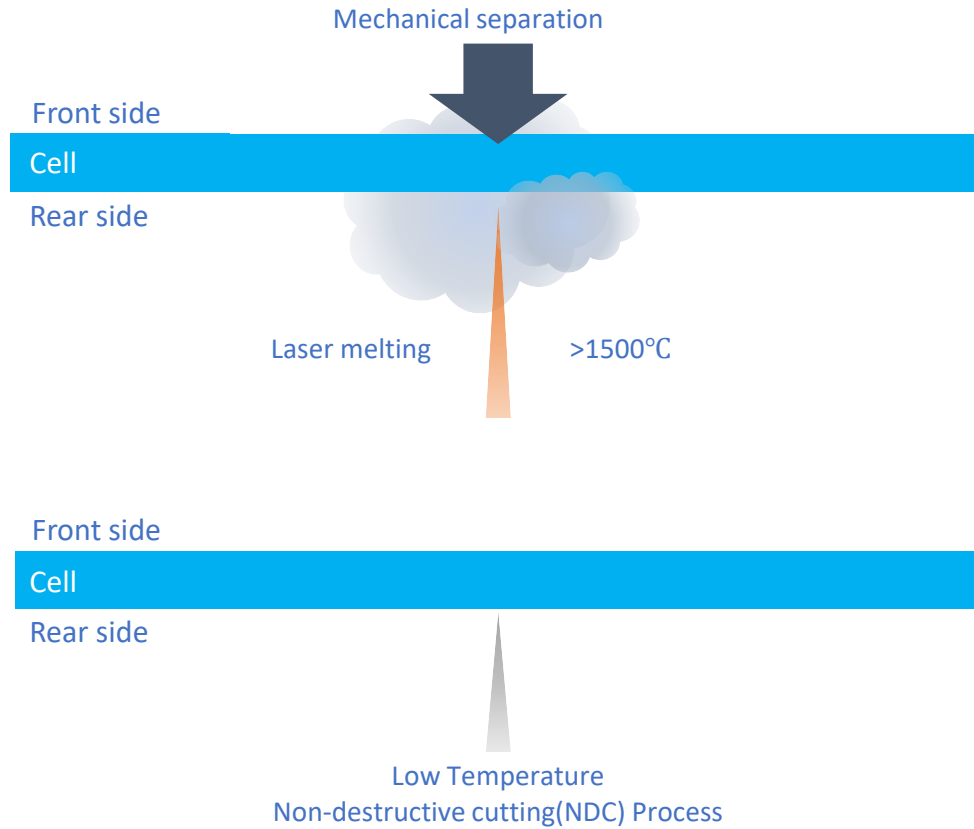 Mechanical separation
Front side
Cell
Rear side
Laser melting >1500℃
Front side
Cell
Rear side
Low Temperature
Non-destructive cutting(NDC) Process